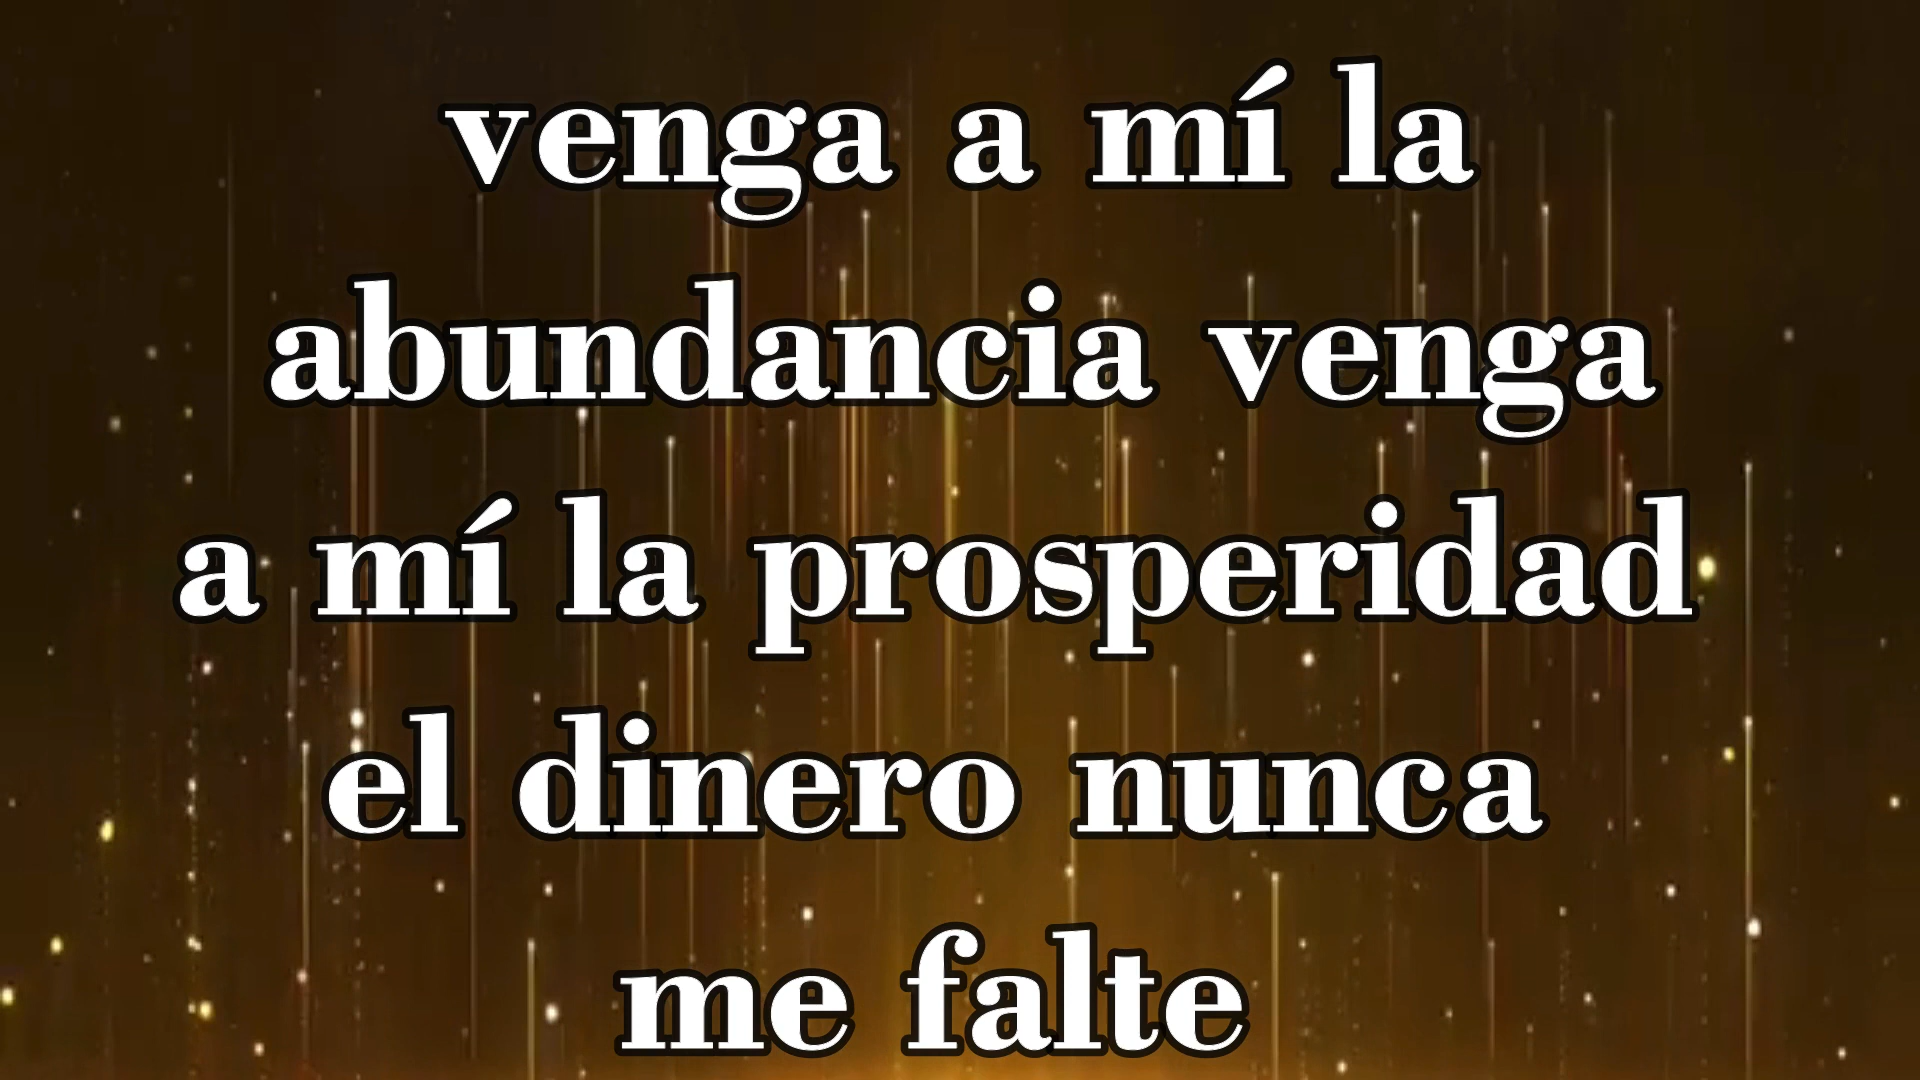 venga a mí la
abundancia venga
a mí la prosperidad
el dinero nunca
me falte